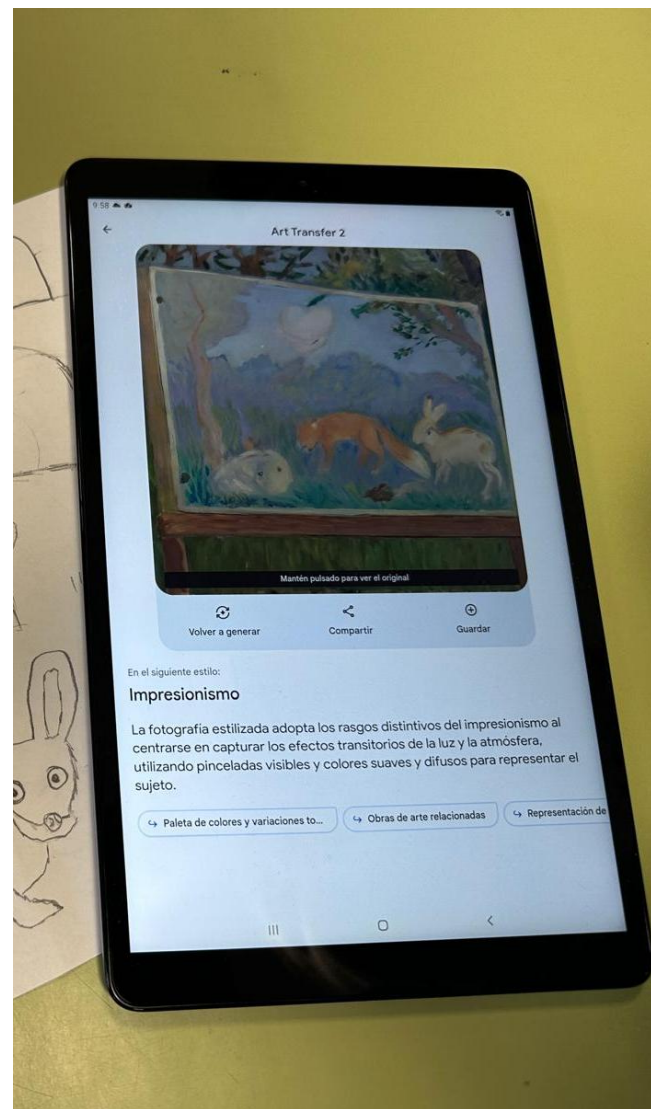 9:58
Art Transfer 2
Mantén pulsado para ver el original
Volver a generar
Compartir
Guardar
En el siguiente estilo:
Impresionismo
La fotografía estilizada adopta los rasgos distintivos del impresionismo al
centrarse en capturar los efectos transitorios de la luz y la atmósfera,
utilizando pinceladas visibles y colores suaves y difusos para representar el
sujeto.
Paleta de colores y variaciones to...
Obras de arte relacionadas
Representación de